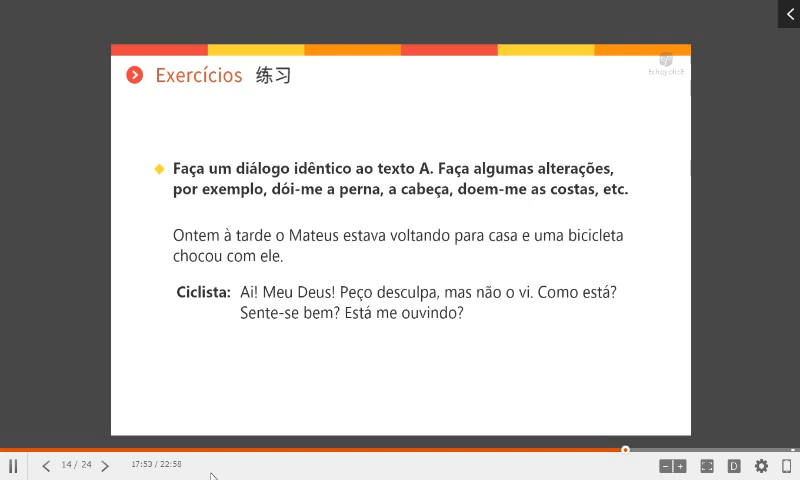 Exercícios 练习
Faça um diálogo idêntico ao texto A. Faça algumas alterações,
por exemplo, dói-me a perna, a cabeça, doem-me as costas, etc.
Ontem à tarde o Mateus estava voltando para casa e uma bicicleta
chocou com ele.
Ciclista: Ai! Meu Deus! Peço desculpa, mas não o vi. Como está?
Sente-se bem? Está me ouvindo?
14 / 24
17:53 / 22:58
D